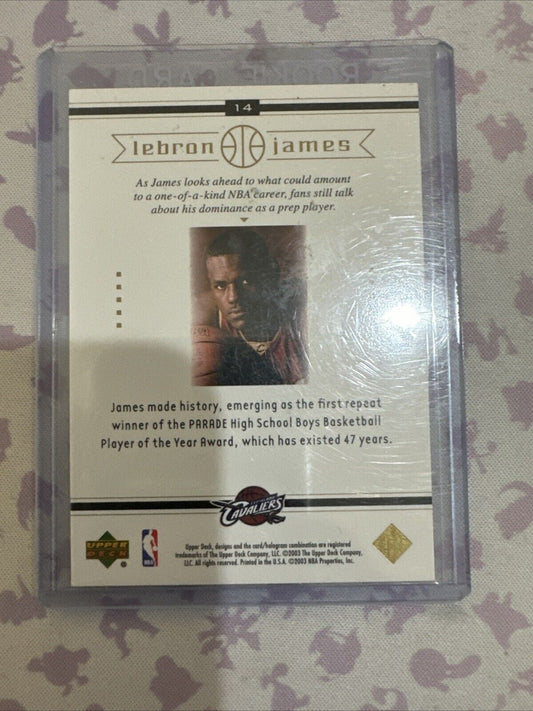 ROOKIE CARD
14
lebron james
As James looks ahead to what could amount
to a one-of-a-kind NBA career, fans still talk
about his dominance as a prep player.
James made history, emerging as the first repeat
winner of the PARADE High School Boys Basketball
Player of the Year Award, which has existed 47 years.
CAVALIERS
UPPER
DECK
NBA
Upper Deck, designs and the card/hologram combination are registered
trademarks of The Upper Deck Company, LLC. ©2003 The Upper Deck Company,
LLC. All rights reserved. Printed in the U.S.A. ©2003 NBA Properties, Inc.